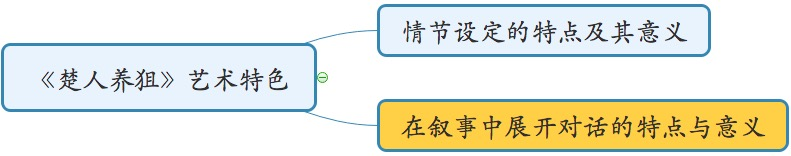 《楚人养狙》艺术特色
情节设定的特点及其意义
在叙事中展开对话的特点与意义